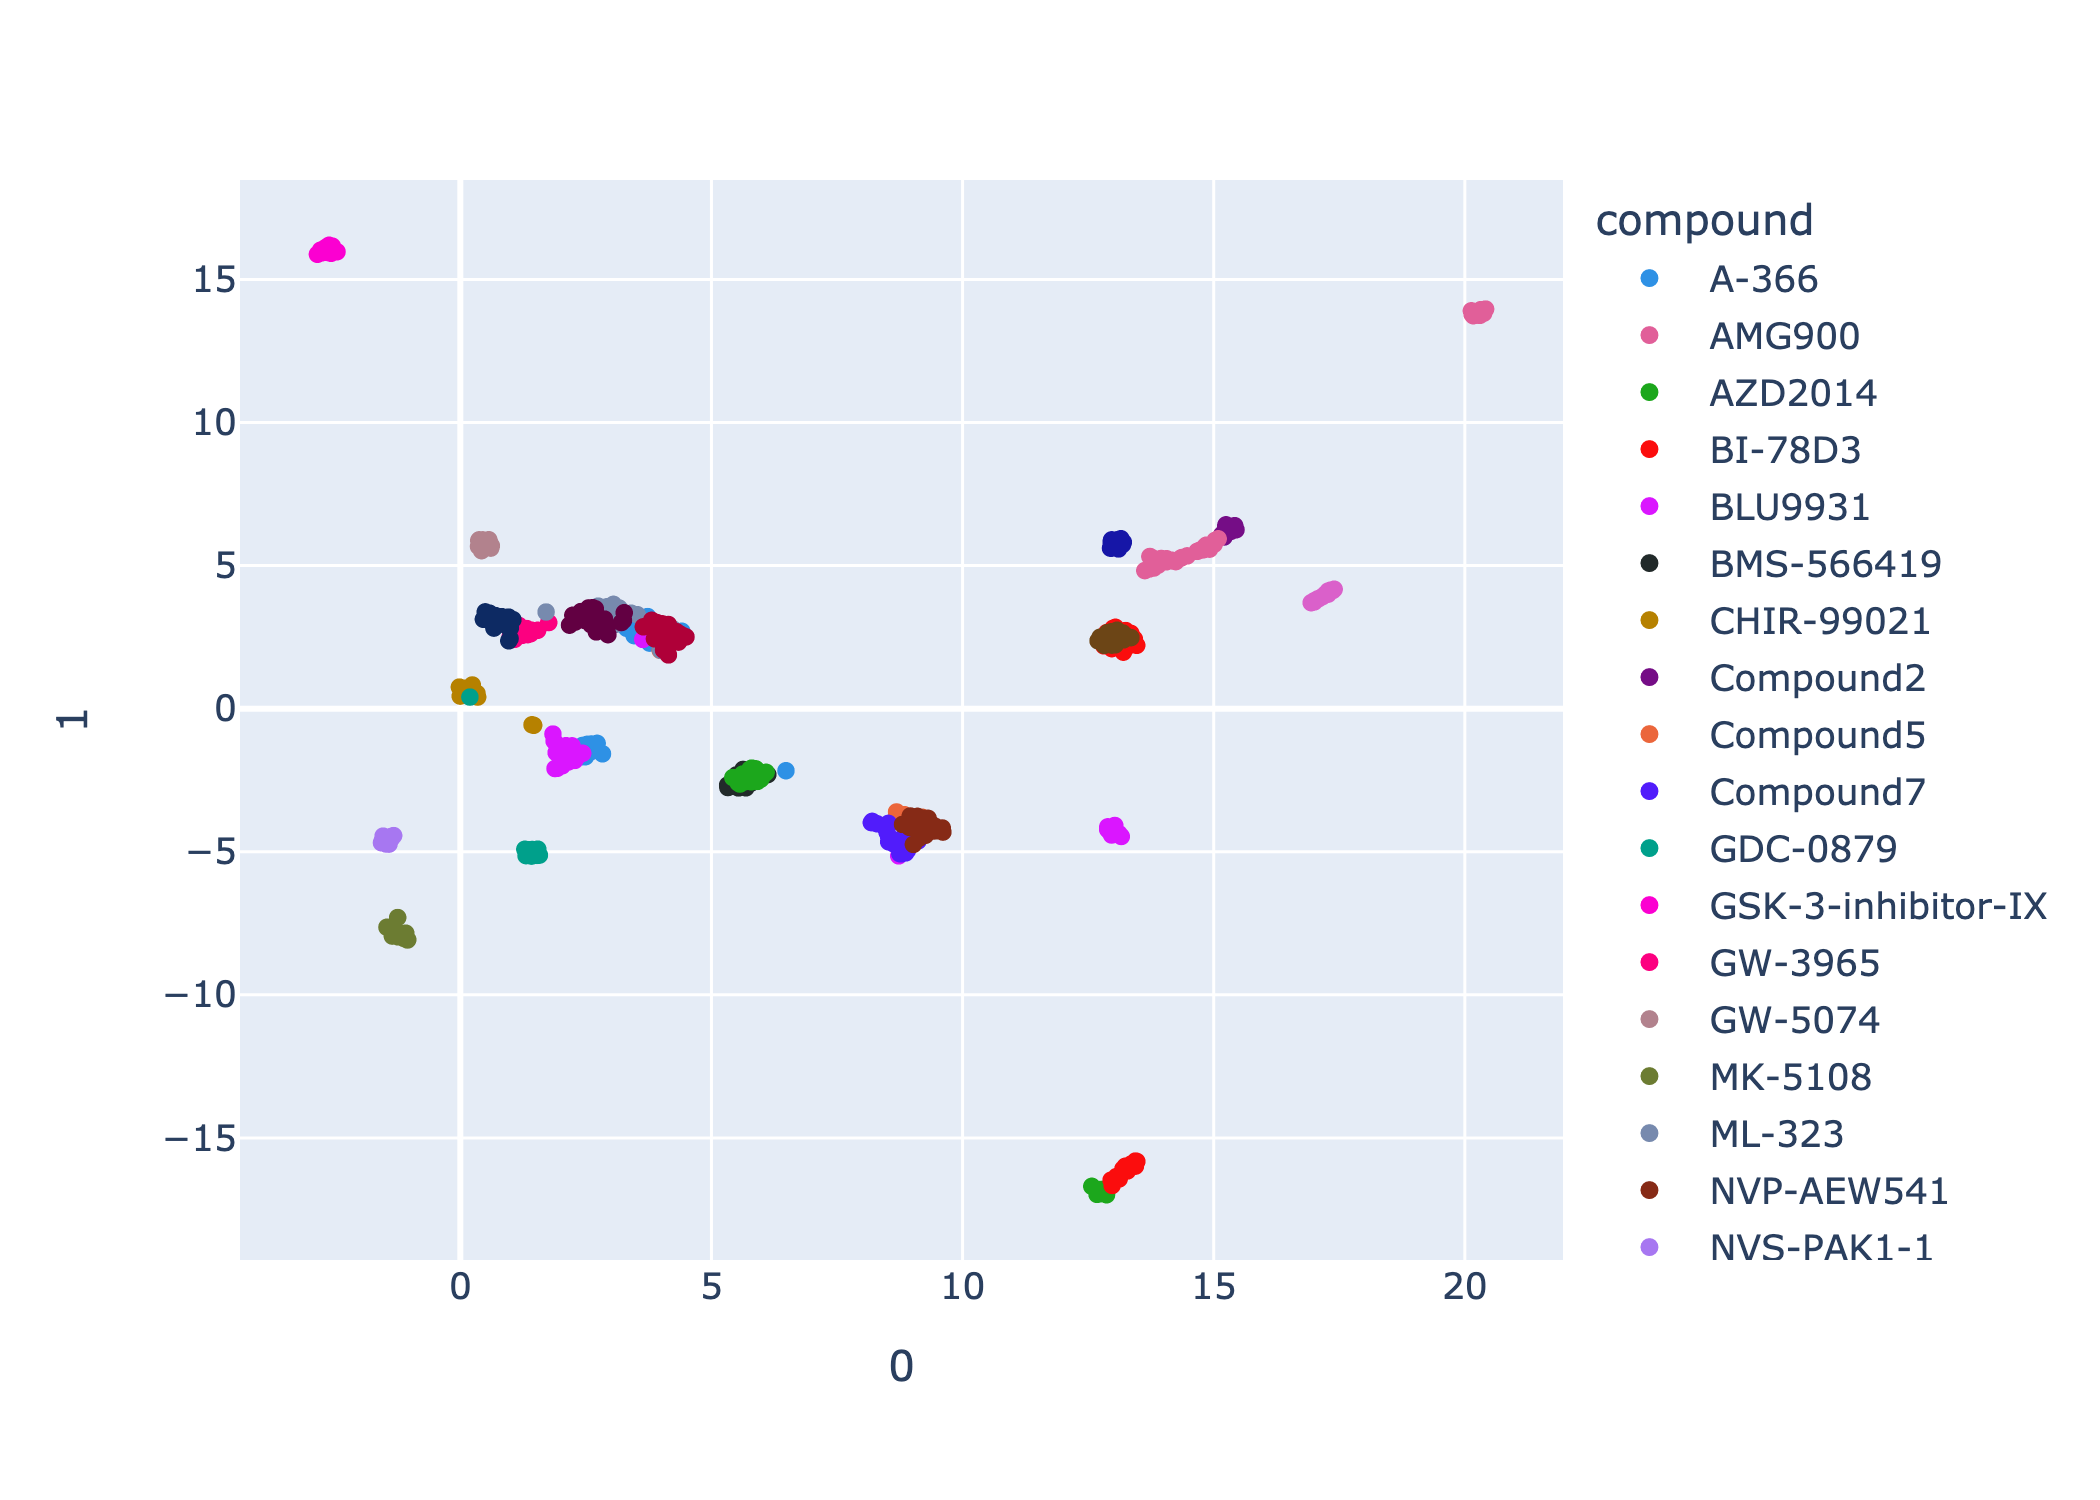 compound
A-366
AMG900
AZD2014
BI-78D3
BLU9931
BMS-566419
CHIR-99021
Compound2
Compound5
Compound7
GDC-0879
GSK-3-inhibitor-IX
GW-3965
GW-5074
MK-5108
ML-323
NVP-AEW541
NVS-PAK1-1
15
10
5
0
−5
−10
−15
1
0
5
10
15
20
0